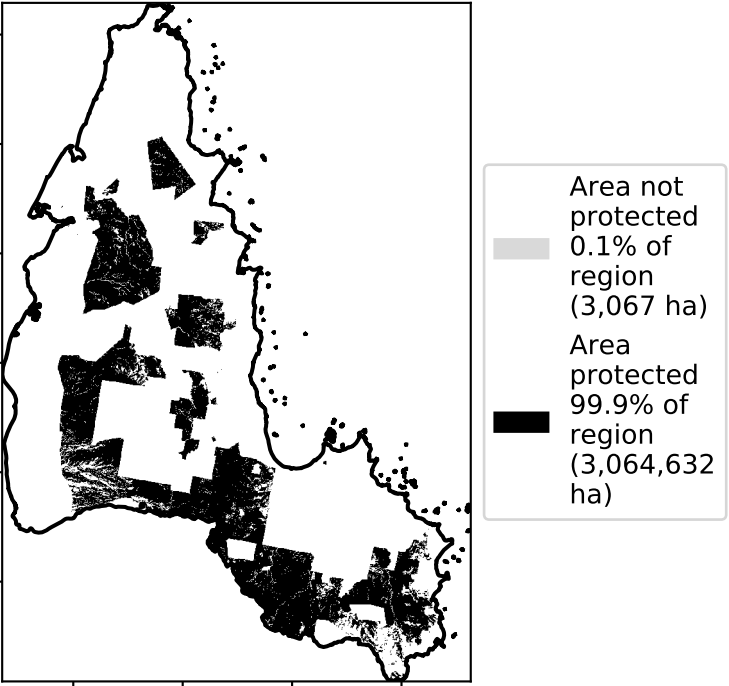 Area not
protected
0.1% of
region
(3,067 ha)
Area
protected
99.9% of
region
(3,064,632
ha)